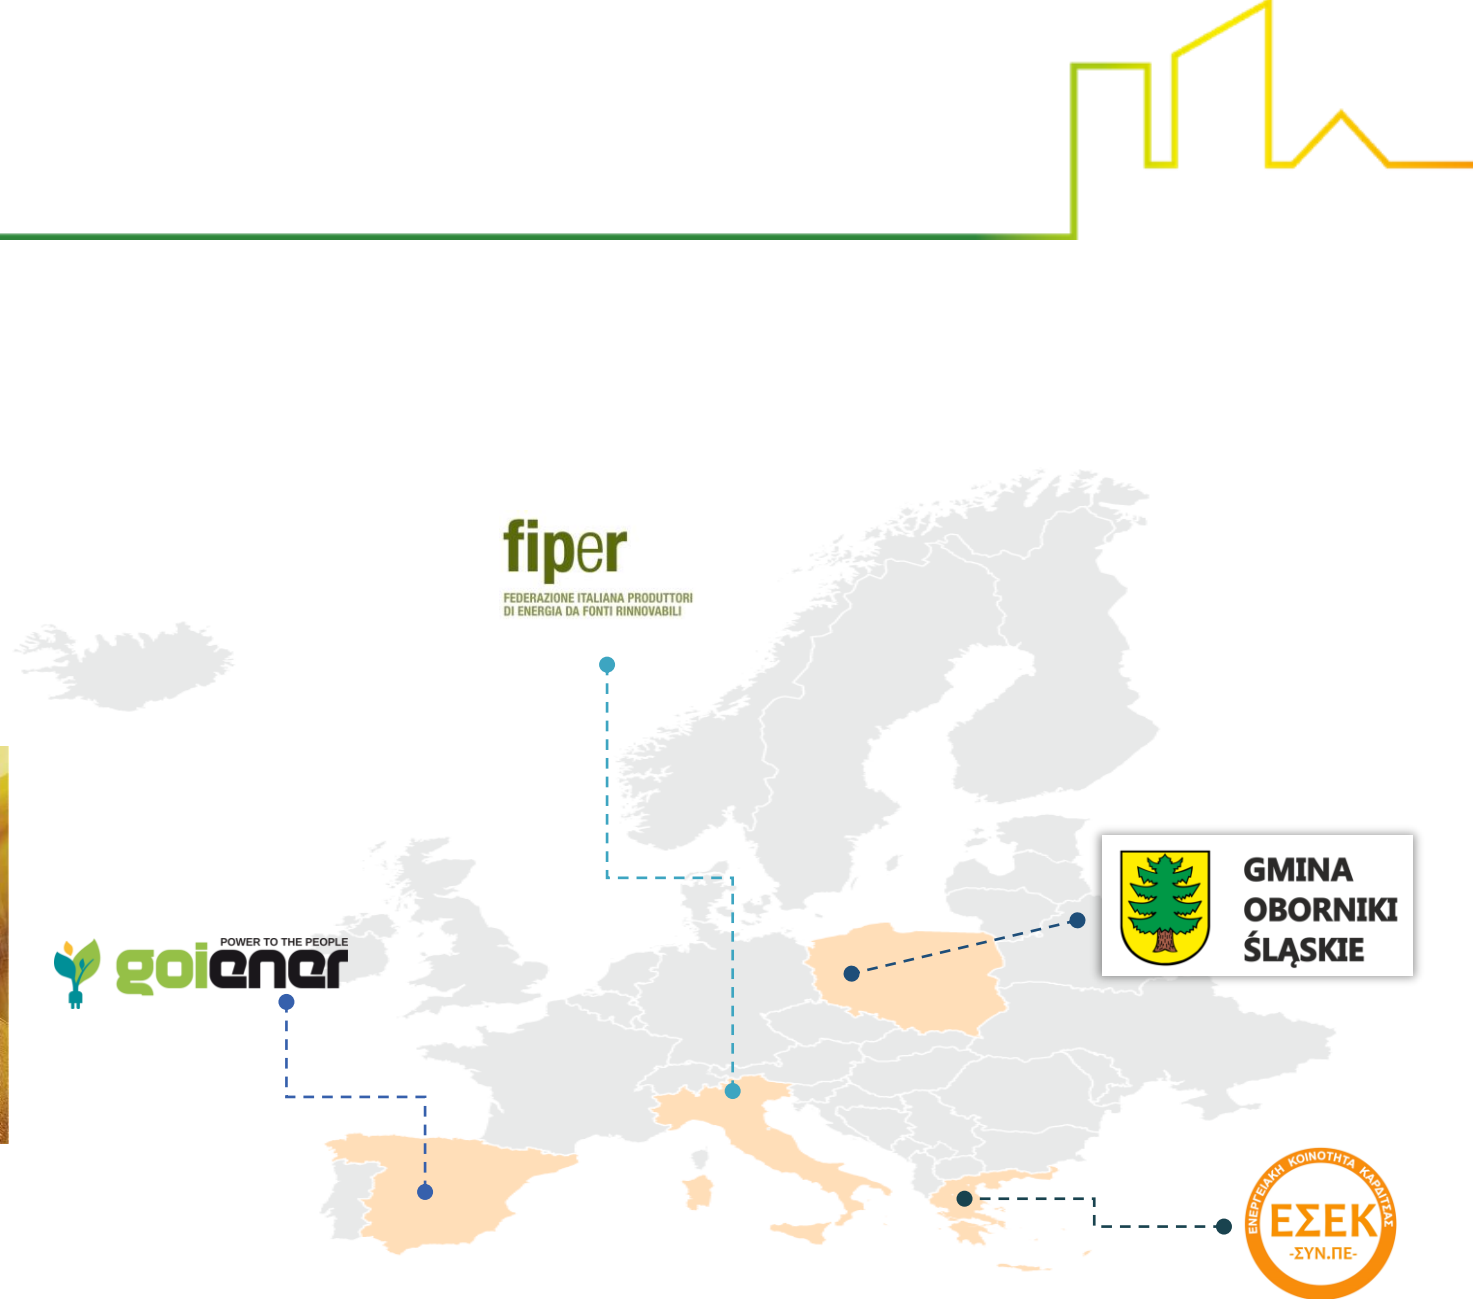 fiper
FEDERAZIONE ITALIANA PRODUTTORI
DI ENERGIA DA FONTI RINNOVABILI
GMINA
OBORNIKI
ŚLĄSKIE
POWER TO THE PEOPLE
goiener
ΕΝΕΡΓΕΙΑΚΗ ΚΟΙΝΟΤΗΤΑ ΚΑΡΔΙΤΣΑΣ
ΕΣΕΚ
-ΣΥΝ.ΠΕ-